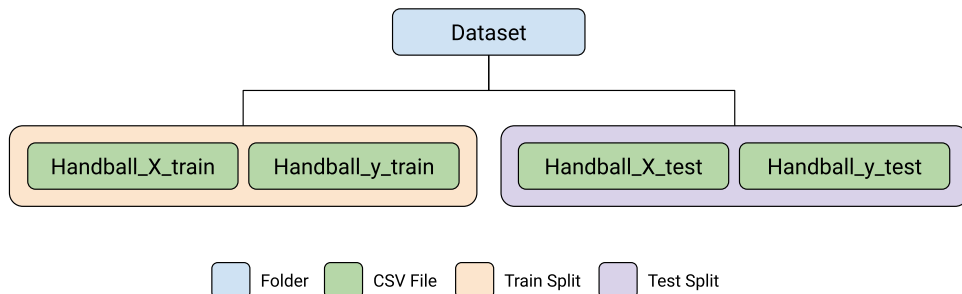 Dataset
Handball_X_train Handball_y_train Handball_X_test Handball_y_test
Folder CSV File Train Split Test Split